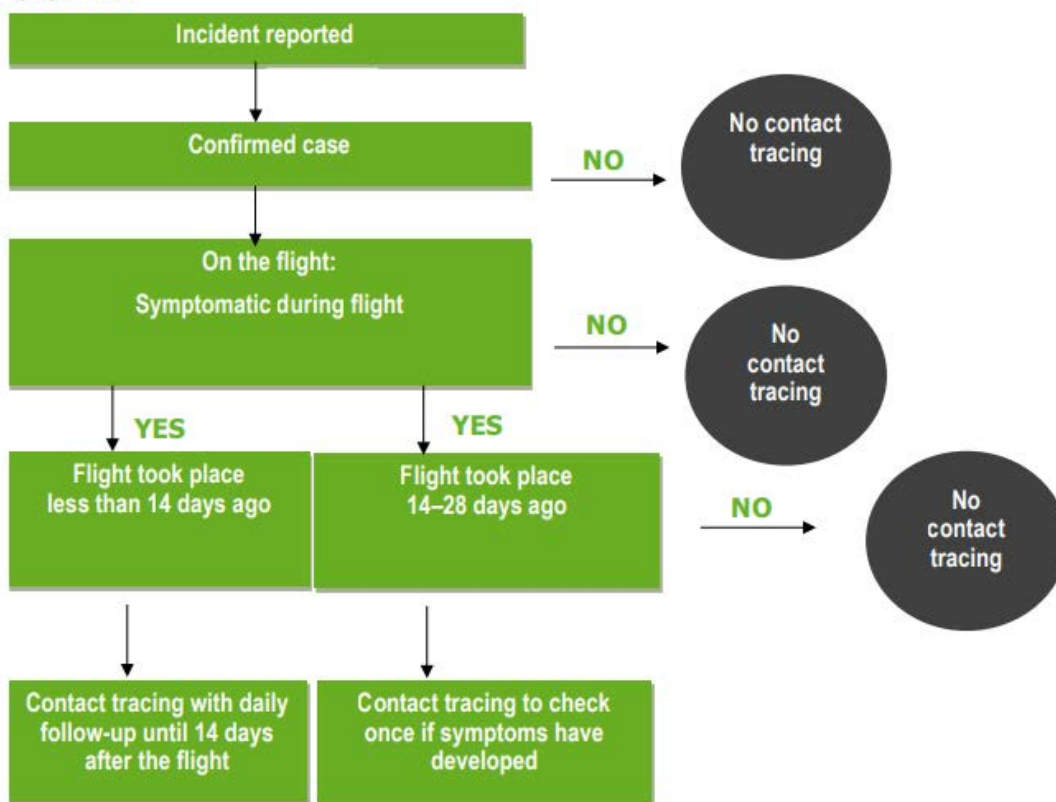 Incident reported
Confirmed case
NO
No contact
tracing
On the flight:
Symptomatic during flight
NO
No
contact
tracing
YES
YES
Flight took place
less than 14 days ago
Flight took place
14–28 days ago
NO
No
contact
tracing
Contact tracing with daily
follow-up until 14 days
after the flight
Contact tracing to check
once if symptoms have
developed